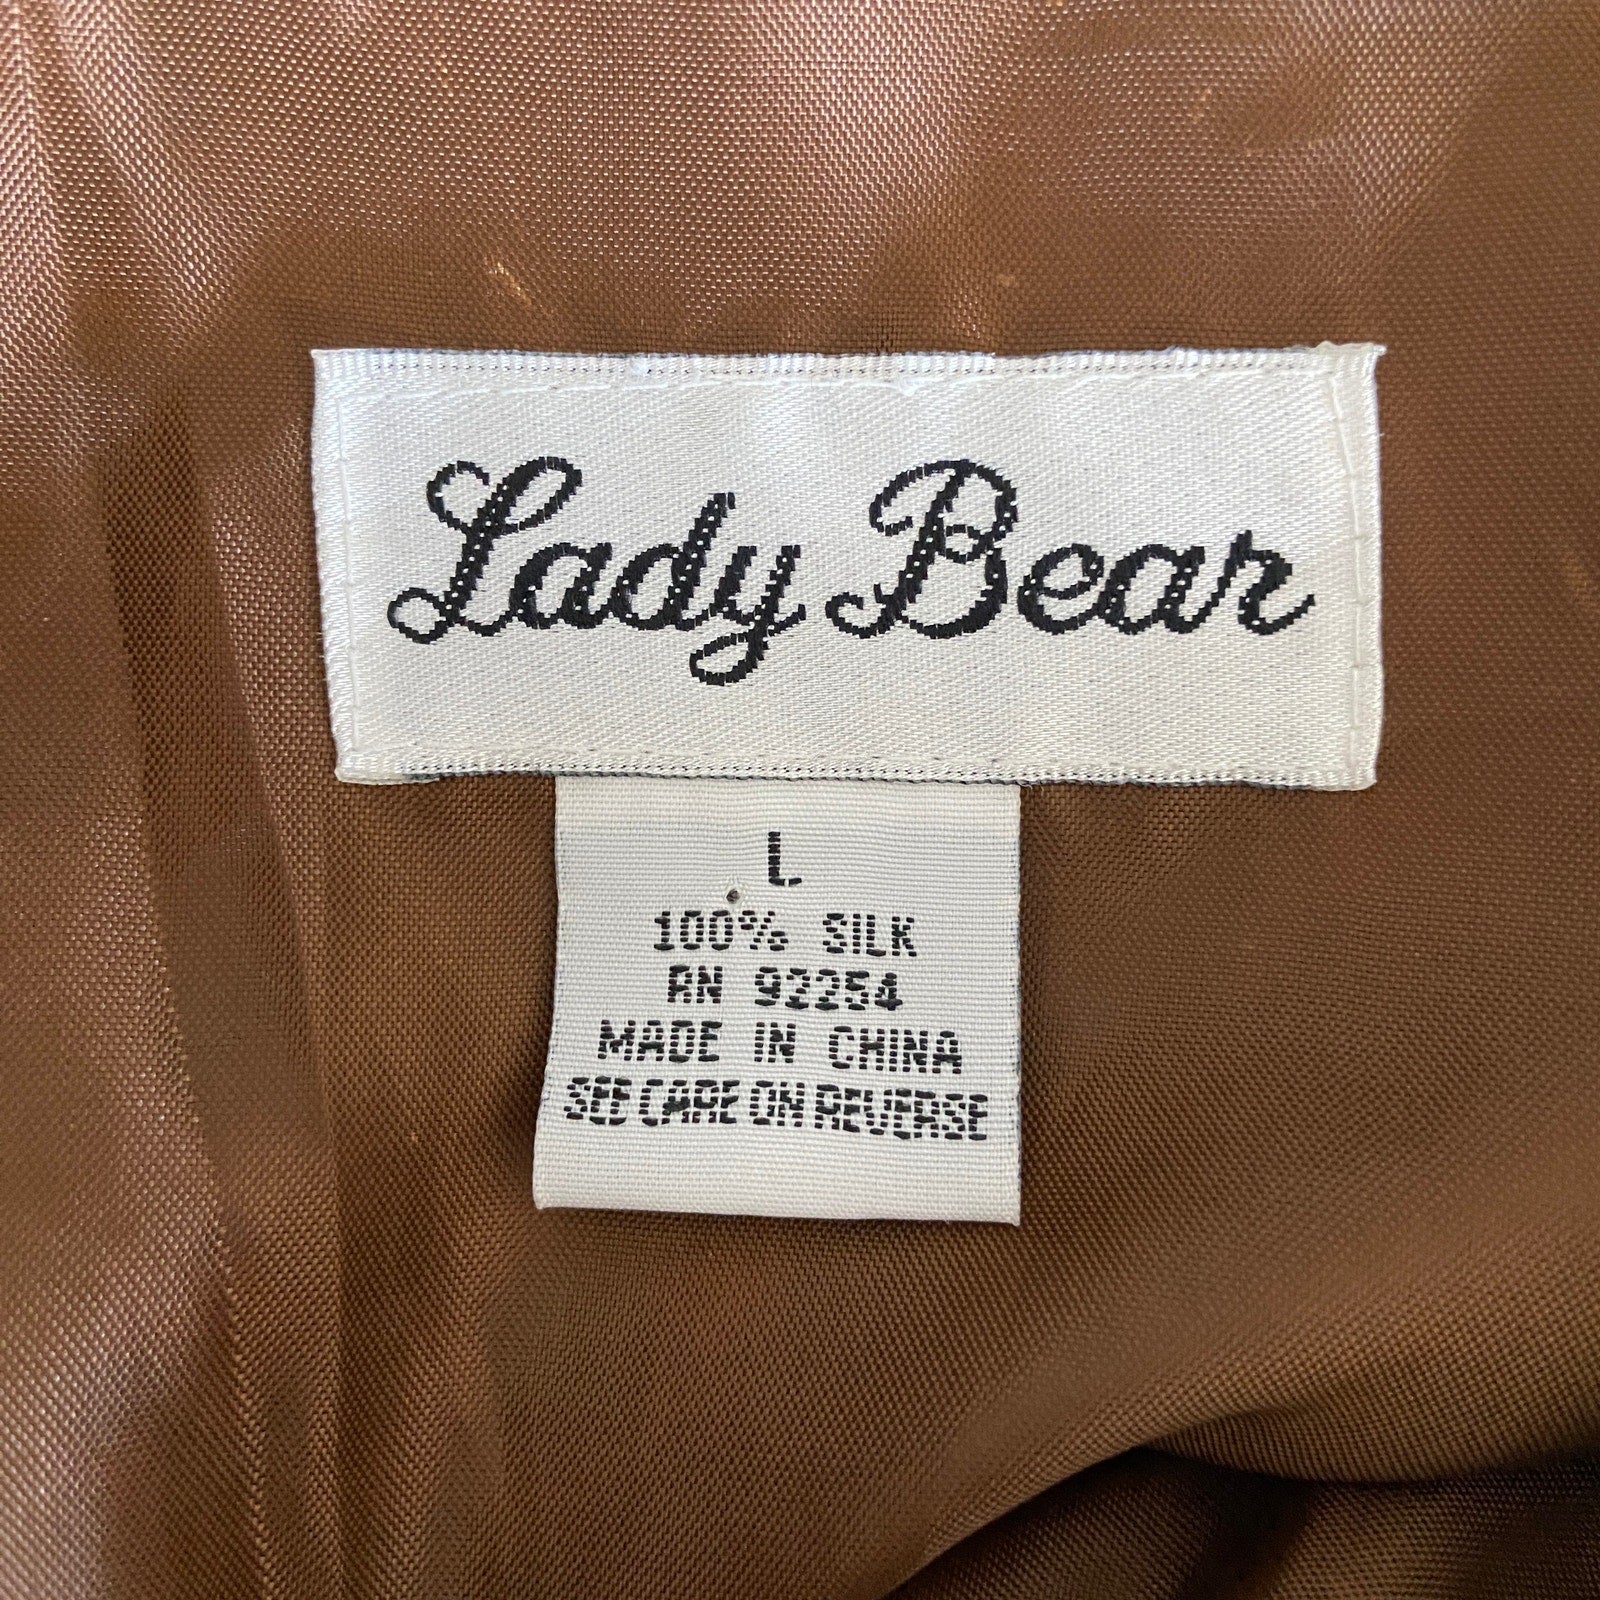 Lady Bear
L
100% SILK
RN 92254
MADE IN CHINA
SEE CARE ON REVERSE